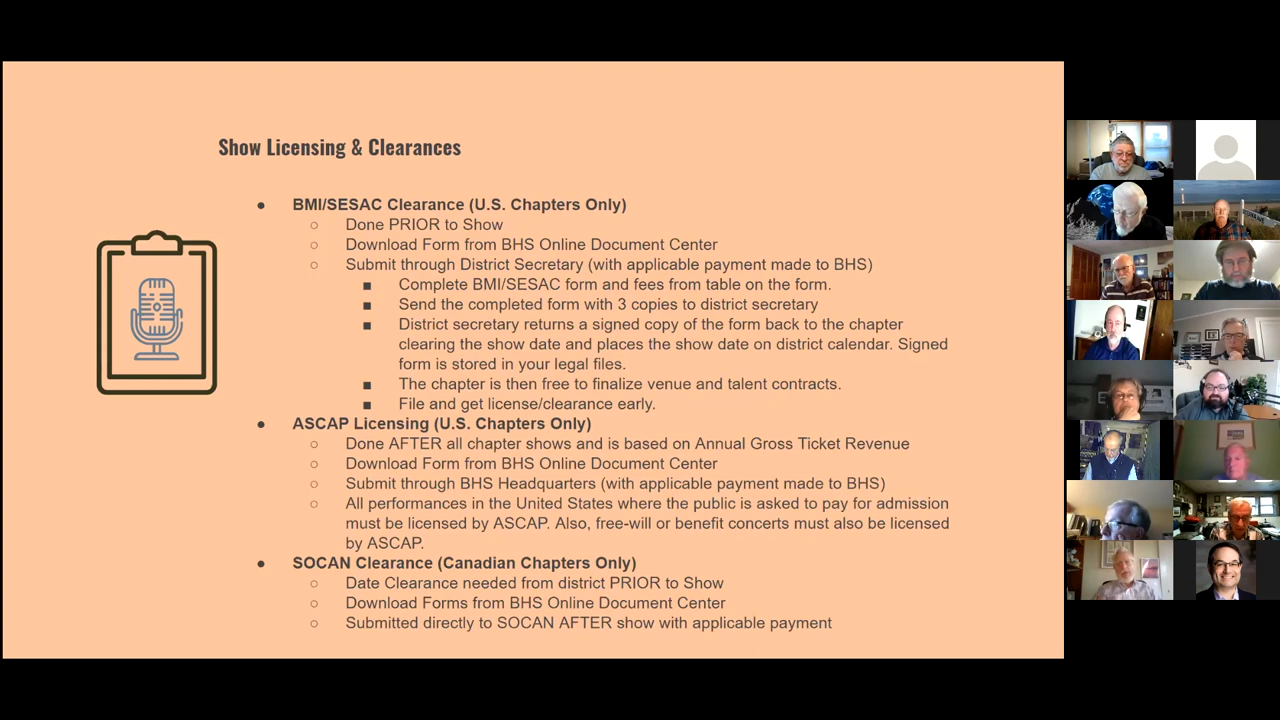 Show Licensing & Clearances
● BMI/SESAC Clearance (U.S. Chapters Only)
○ Done PRIOR to Show
○ Download Form from BHS Online Document Center
○ Submit through District Secretary (with applicable payment made to BHS)
■ Complete BMI/SESAC form and fees from table on the form.
■ Send the completed form with 3 copies to district secretary
■ District secretary returns a signed copy of the form back to the chapter
clearing the show date and places the show date on district calendar. Signed
form is stored in your legal files.
■ The chapter is then free to finalize venue and talent contracts.
■ File and get license/clearance early.
● ASCAP Licensing (U.S. Chapters Only)
○ Done AFTER all chapter shows and is based on Annual Gross Ticket Revenue
○ Download Form from BHS Online Document Center
○ Submit through BHS Headquarters (with applicable payment made to BHS)
○ All performances in the United States where the public is asked to pay for admission
must be licensed by ASCAP. Also, free-will or benefit concerts must also be licensed
by ASCAP.
● SOCAN Clearance (Canadian Chapters Only)
○ Date Clearance needed from district PRIOR to Show
○ Download Forms from BHS Online Document Center
○ Submitted directly to SOCAN AFTER show with applicable payment